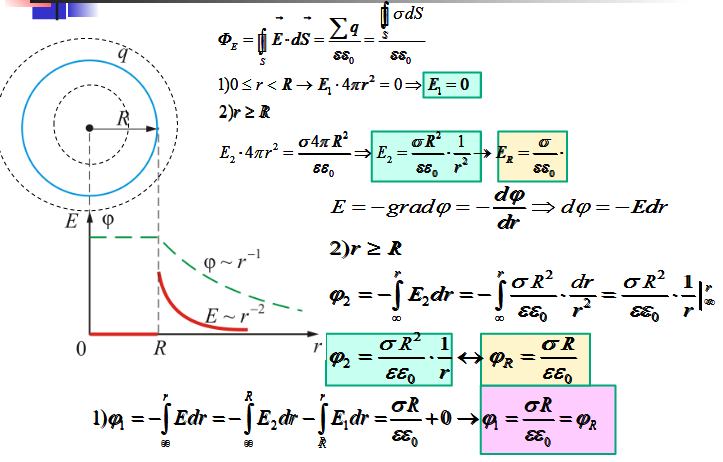 Φ_E = ∯_S E⃗·dS⃗ = ∑q / εε₀ = ∯_S σdS / εε₀
1) 0 ≤ r < R → E₁·4πr² = 0 ⇒ E₁ = 0
2) r ≥ R
E₂·4πr² = σ4πR² / εε₀ ⇒ E₂ = σR² / εε₀ · 1 / r² → E_R = σ / εε₀ ·
E = −gradφ = − dφ / dr ⇒ dφ = −Edr
2) r ≥ R
φ₂ = −∫_∞^r E₂dr = −∫_∞^r σR² / εε₀ · dr / r² = σR² / εε₀ · 1 / r |_∞^r
φ₂ = σR² / εε₀ · 1 / r ↔ φ_R = σR / εε₀
1) φ₁ = −∫_∞^r Edr = −∫_∞^R E₂dr − ∫_R^r E₁dr = σR / εε₀ + 0 → φ₁ = σR / εε₀ = φ_R
q
R
E φ
φ ~ r⁻¹
E ~ r⁻²
0 R r